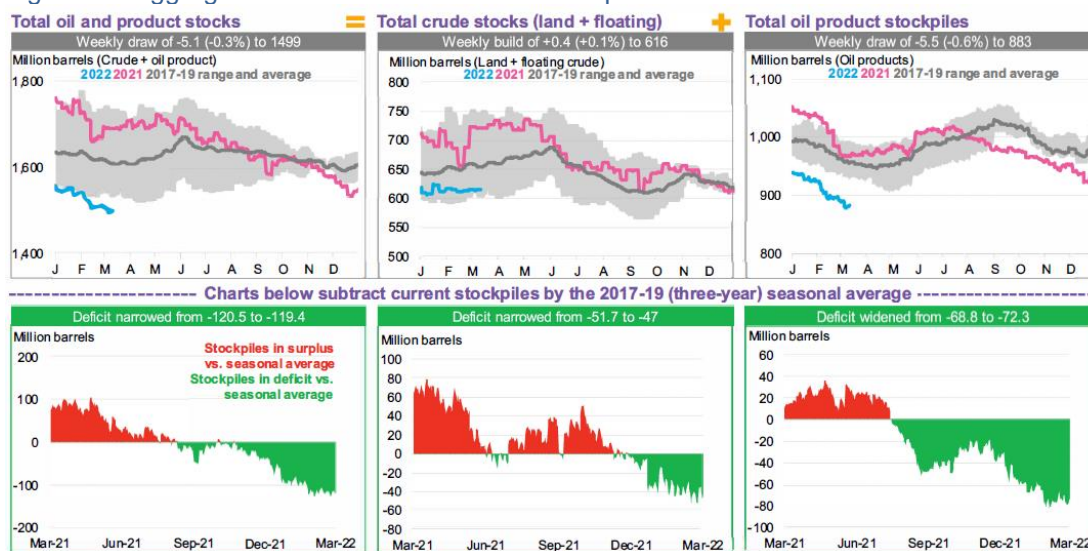 Total oil and product stocks
=
Total crude stocks (land + floating)
+
Total oil product stockpiles
Weekly draw of -5.1 (-0.3%) to 1499
Weekly build of +0.4 (+0.1%) to 616
Weekly draw of -5.5 (-0.6%) to 883
Million barrels (Crude + oil product)
2022 2021 2017-19 range and average
1,800
1,600
1,400
J F M A M J J A S O N D
Million barrels (Land + floating crude)
2022 2021 2017-19 range and average
800
750
700
650
600
550
500
J F M A M J J A S O N D
Million barrels (Oil products)
2022 2021 2017-19 range and average
1,100
1,000
900
800
J F M A M J J A S O N D
Charts below subtract current stockpiles by the 2017-19 (three-year) seasonal average
Deficit narrowed from -120.5 to -119.4
Million barrels
Stockpiles in surplus
vs. seasonal average
Stockpiles in deficit vs.
seasonal average
200
100
0
-100
-200
Mar-21 Jun-21 Sep-21 Dec-21 Mar-22
Deficit narrowed from -51.7 to -47
Million barrels
100
80
60
40
20
0
-20
-40
-60
-80
Mar-21 Jun-21 Sep-21 Dec-21 Mar-22
Deficit widened from -68.8 to -72.3
Million barrels
60
40
20
0
-20
-40
-60
-80
-100
Mar-21 Jun-21 Sep-21 Dec-21 Mar-22